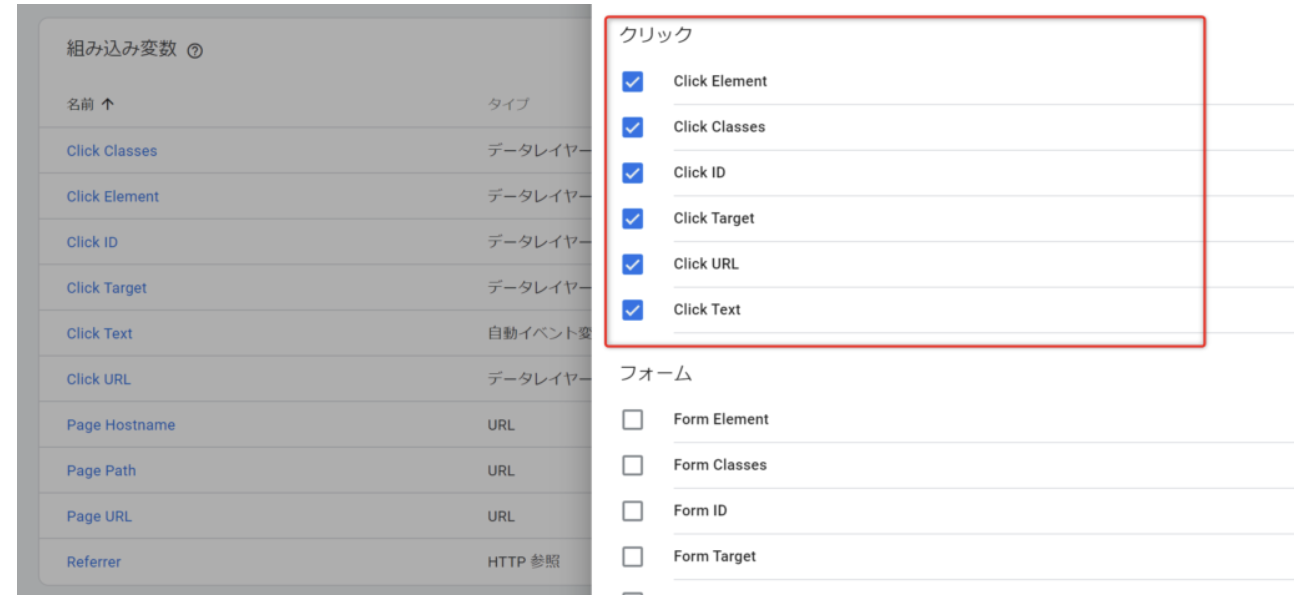 組み込み変数
名前 ↑ タイプ
Click Classes データレイヤー
Click Element データレイヤー
Click ID データレイヤー
Click Target データレイヤー
Click Text 自動イベント変
Click URL データレイヤー
Page Hostname URL
Page Path URL
Page URL URL
Referrer HTTP 参照
クリック
Click Element
Click Classes
Click ID
Click Target
Click URL
Click Text
フォーム
Form Element
Form Classes
Form ID
Form Target